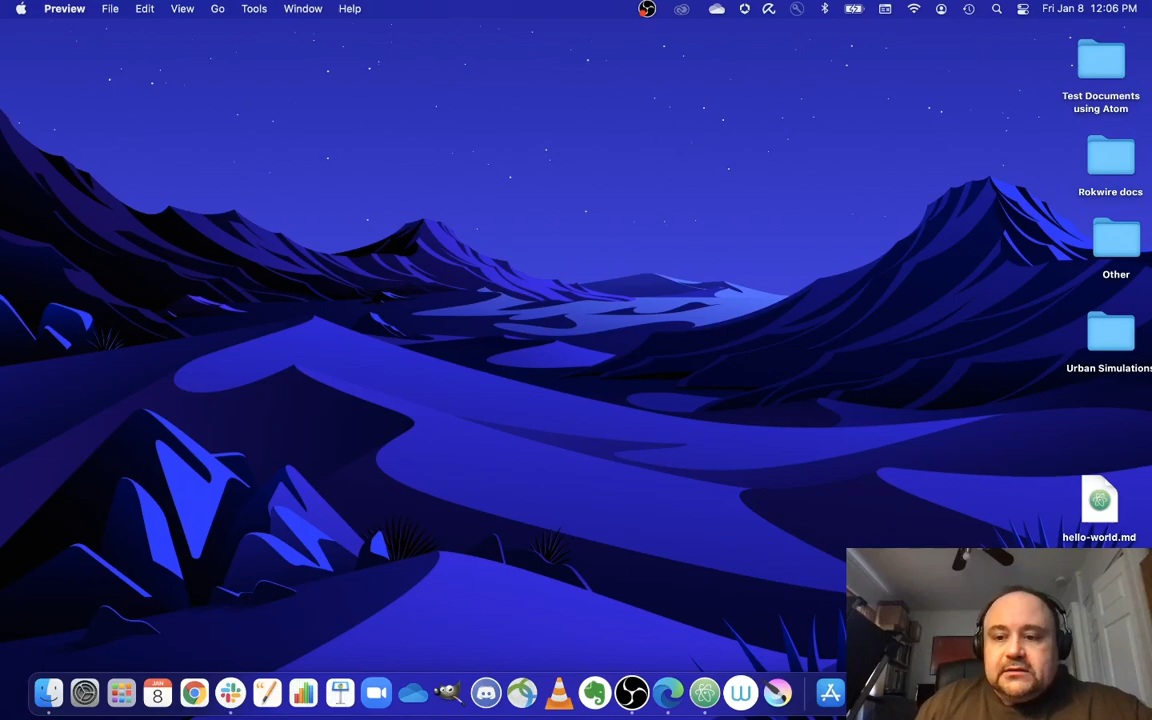 Preview File Edit View Go Tools Window Help Fri Jan 8 12:06 PM
Test Documents
using Atom
Rokwire docs
Other
Urban Simulations
hello-world.md
JAN
8